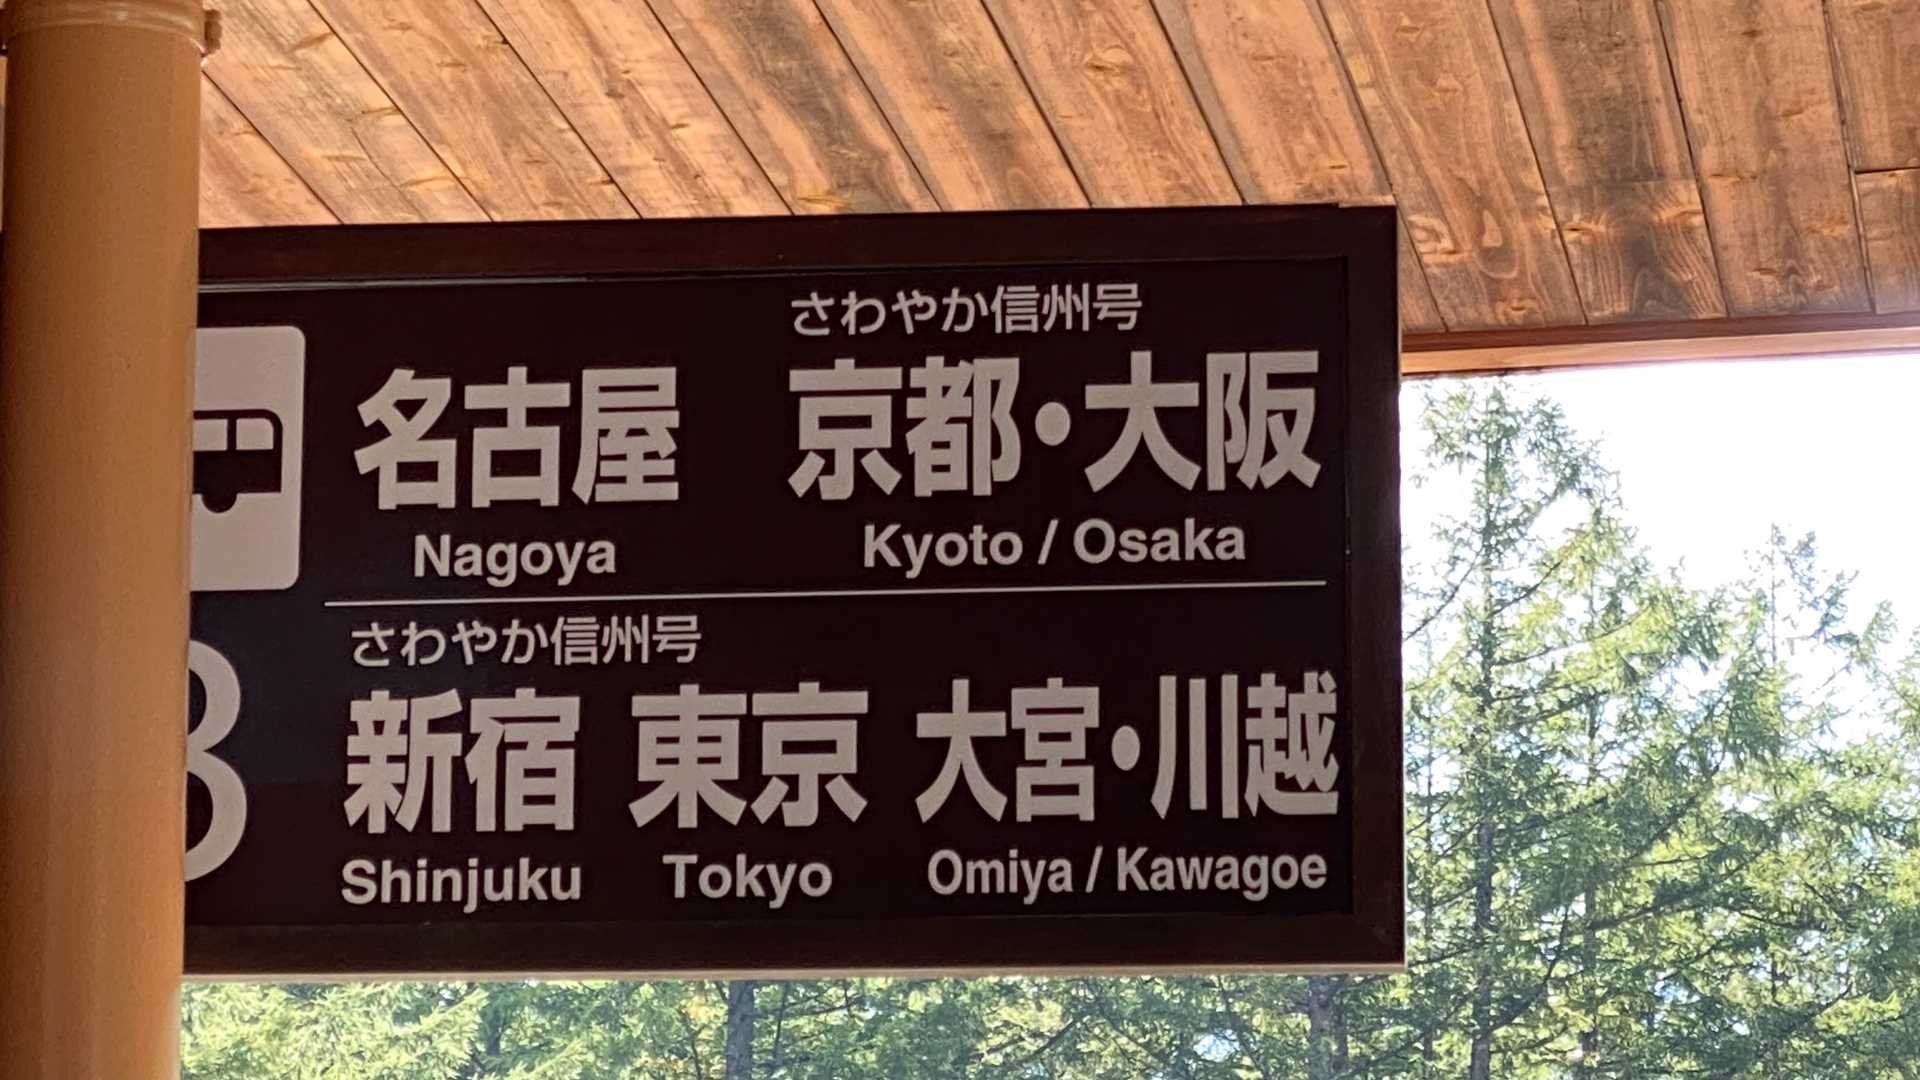 さわやか信州号
名古屋 京都・大阪
Nagoya Kyoto / Osaka
さわやか信州号
新宿 東京 大宮・川越
Shinjuku Tokyo Omiya / Kawagoe